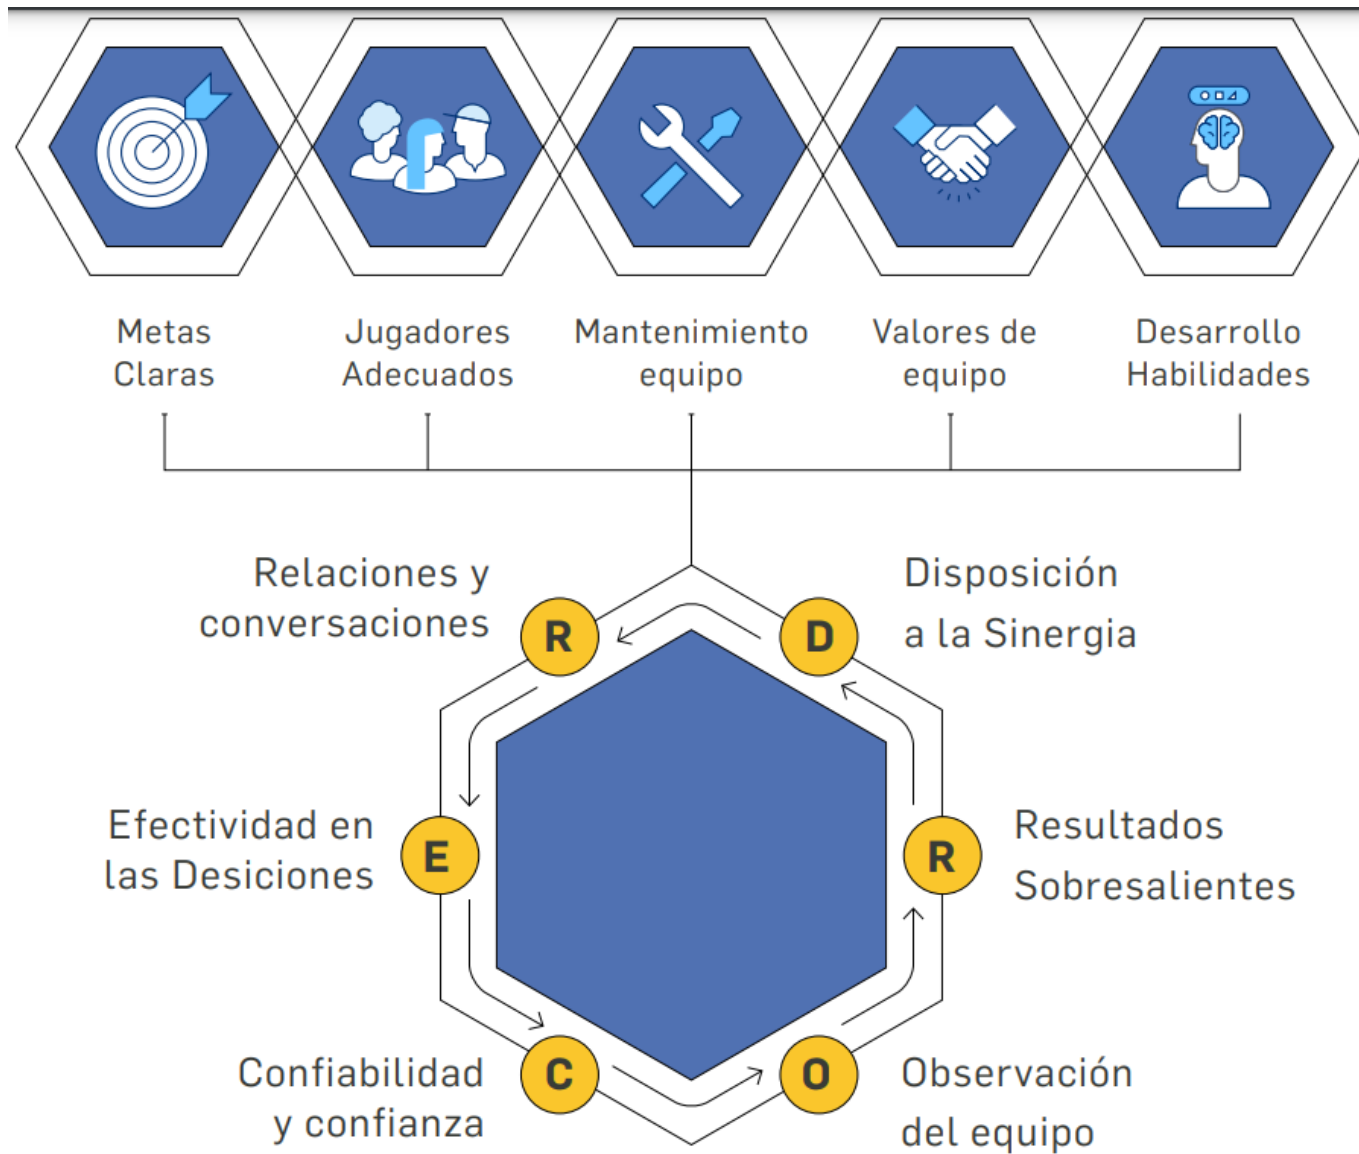 Metas
Claras
Jugadores
Adecuados
Mantenimiento
equipo
Valores de
equipo
Desarrollo
Habilidades
Relaciones y
conversaciones
R
E
Efectividad en
las Desiciones
C
Confiabilidad
y confianza
O
Observación
del equipo
R
Resultados
Sobresalientes
D
Disposición
a la Sinergia